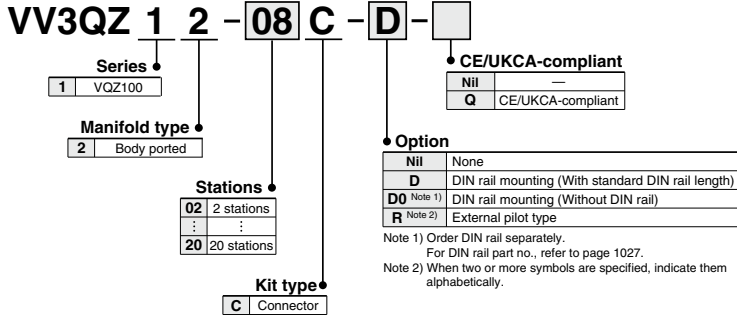 VV3QZ 1 2 - 08 C - D -
Series
1 VQZ100
Manifold type
2 Body ported
Stations
02 2 stations
⋮ ⋮
20 20 stations
Kit type
C Connector
CE/UKCA-compliant
Nil —
Q CE/UKCA-compliant
Option
Nil None
D DIN rail mounting (With standard DIN rail length)
D0 Note 1) DIN rail mounting (Without DIN rail)
R Note 2) External pilot type
Note 1) Order DIN rail separately.
For DIN rail part no., refer to page 1027.
Note 2) When two or more symbols are specified, indicate them
alphabetically.